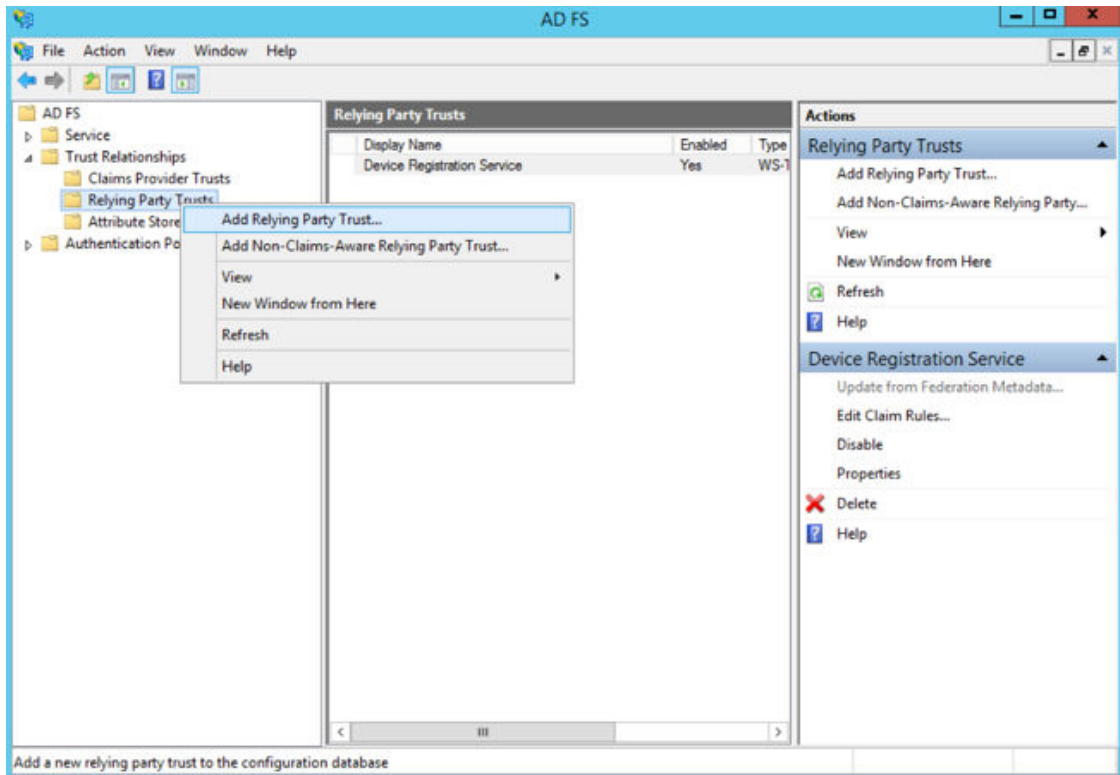 AD FS
File Action View Window Help
AD FS
Service
Trust Relationships
Claims Provider Trusts
Relying Party Trusts
Attribute Store
Authentication Po
Relying Party Trusts
Display Name Enabled Type
Device Registration Service Yes WS-T
Add Relying Party Trust...
Add Non-Claims-Aware Relying Party Trust...
View
New Window from Here
Refresh
Help
Actions
Relying Party Trusts
Add Relying Party Trust...
Add Non-Claims-Aware Relying Party...
View
New Window from Here
Refresh
Help
Device Registration Service
Update from Federation Metadata...
Edit Claim Rules...
Disable
Properties
Delete
Help
Add a new relying party trust to the configuration database